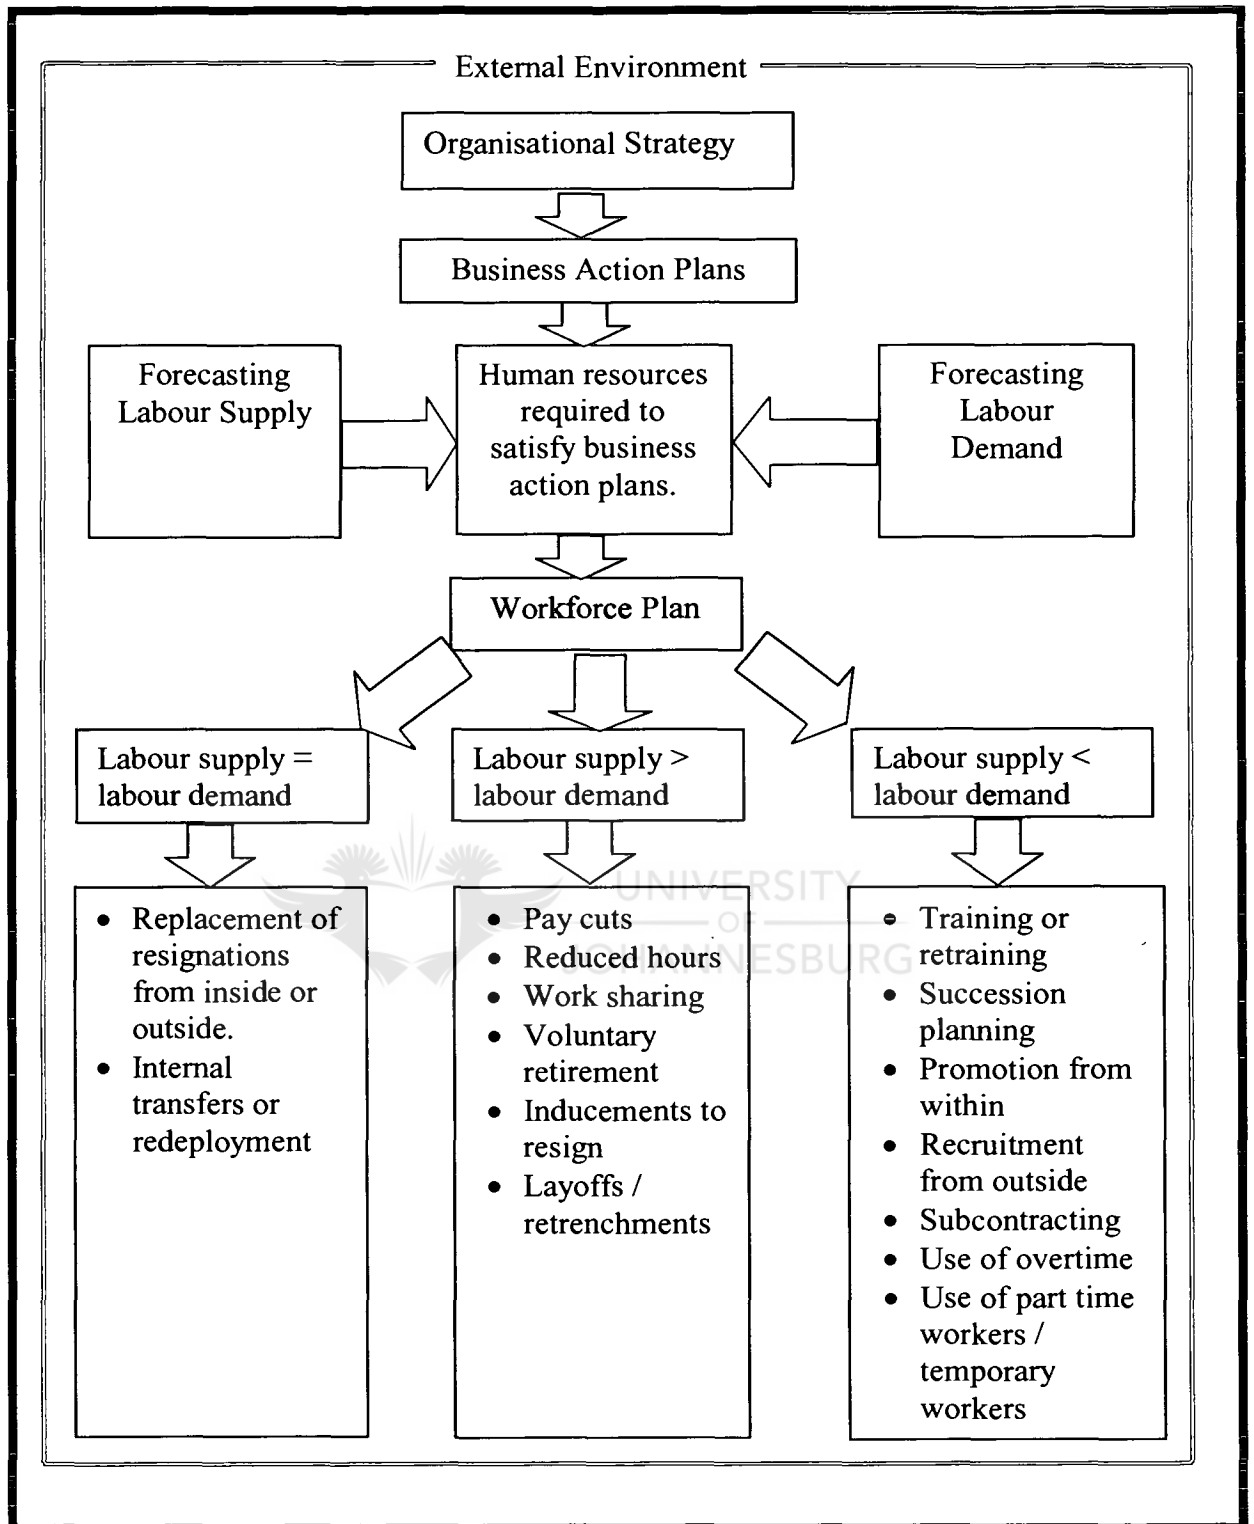 External Environment
Organisational Strategy
Business Action Plans
Forecasting
Labour Supply
Human resources
required to
satisfy business
action plans.
Forecasting
Labour
Demand
Workforce Plan
Labour supply =
labour demand
Labour supply >
labour demand
Labour supply <
labour demand
• Replacement of
resignations
from inside or
outside.
• Internal
transfers or
redeployment
• Pay cuts
• Reduced hours
• Work sharing
• Voluntary
retirement
• Inducements to
resign
• Layoffs /
retrenchments
• Training or
retraining
• Succession
planning
• Promotion from
within
• Recruitment
from outside
• Subcontracting
• Use of overtime
• Use of part time
workers /
temporary
workers
UNIVERSITY
OF
JOHANNESBURG